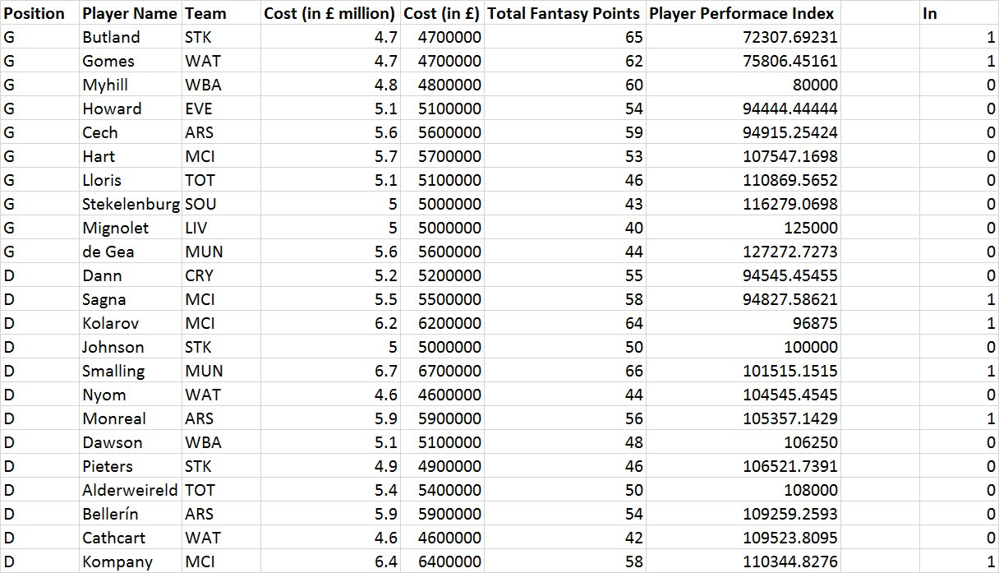 Position Player Name Team Cost (in £ million) Cost (in £) Total Fantasy Points Player Performace Index In
G Butland STK 4.7 4700000 65 72307.69231 1
G Gomes WAT 4.7 4700000 62 75806.45161 1
G Myhill WBA 4.8 4800000 60 80000 0
G Howard EVE 5.1 5100000 54 94444.44444 0
G Cech ARS 5.6 5600000 59 94915.25424 0
G Hart MCI 5.7 5700000 53 107547.1698 0
G Lloris TOT 5.1 5100000 46 110869.5652 0
G Stekelenburg SOU 5 5000000 43 116279.0698 0
G Mignolet LIV 5 5000000 40 125000 0
G de Gea MUN 5.6 5600000 44 127272.7273 0
D Dann CRY 5.2 5200000 55 94545.45455 0
D Sagna MCI 5.5 5500000 58 94827.58621 1
D Kolarov MCI 6.2 6200000 64 96875 1
D Johnson STK 5 5000000 50 100000 0
D Smalling MUN 6.7 6700000 66 101515.1515 1
D Nyom WAT 4.6 4600000 44 104545.4545 0
D Monreal ARS 5.9 5900000 56 105357.1429 1
D Dawson WBA 5.1 5100000 48 106250 0
D Pieters STK 4.9 4900000 46 106521.7391 0
D Alderweireld TOT 5.4 5400000 50 108000 0
D Bellerín ARS 5.9 5900000 54 109259.2593 0
D Cathcart WAT 4.6 4600000 42 109523.8095 0
D Kompany MCI 6.4 6400000 58 110344.8276 1